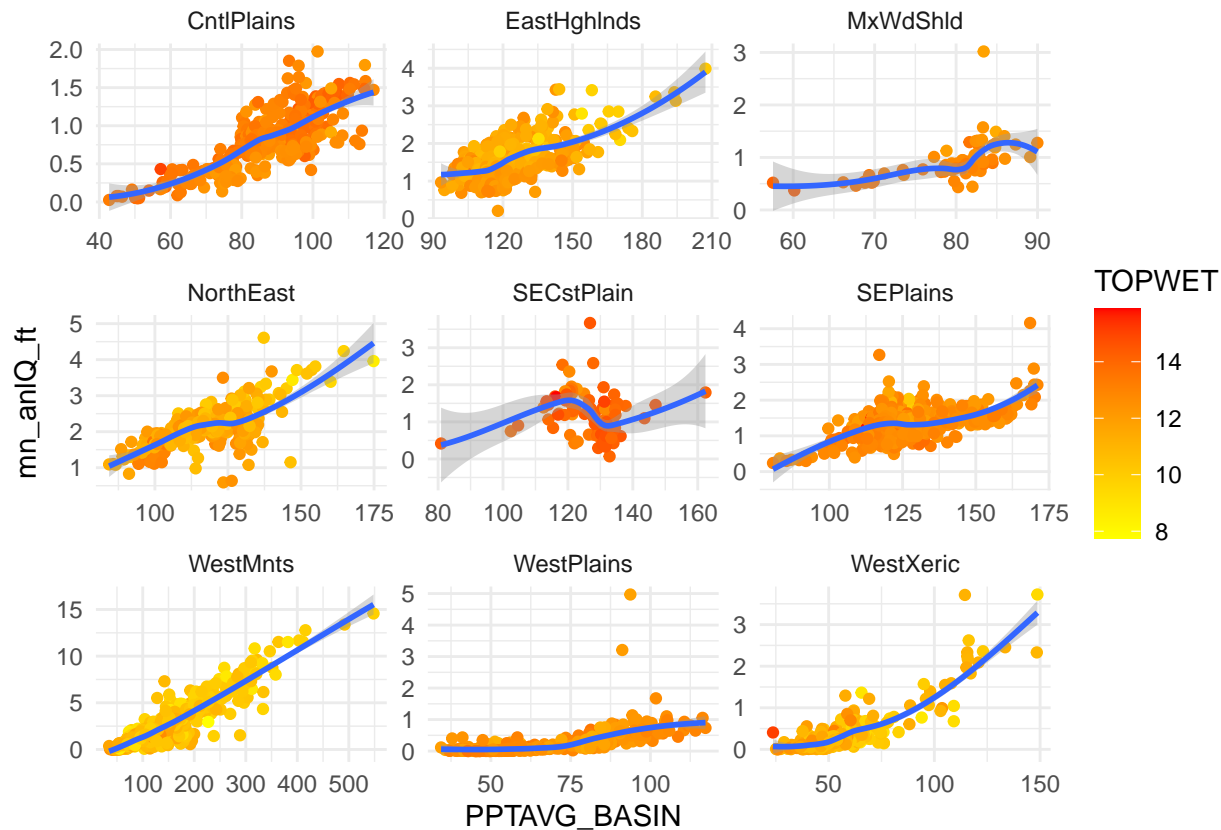 CntlPlains
EastHghlnds
MxWdShld
2.0
1.5
1.0
0.5
0.0
40 60 80 100 120
4
3
2
1
0
90 120 150 180 210
3
2
1
0
60 70 80 90
NorthEast
SECstPlain
SEPlains
5
4
3
2
1
100 125 150 175
3
2
1
0
80 100 120 140 160
4
3
2
1
0
100 125 150 175
WestMnts
WestPlains
WestXeric
15
10
5
0
100 200 300 400 500
5
4
3
2
1
0
50 75 100
3
2
1
0
50 100 150
mn_anlQ_ft
PPTAVG_BASIN
TOPWET
14
12
10
8